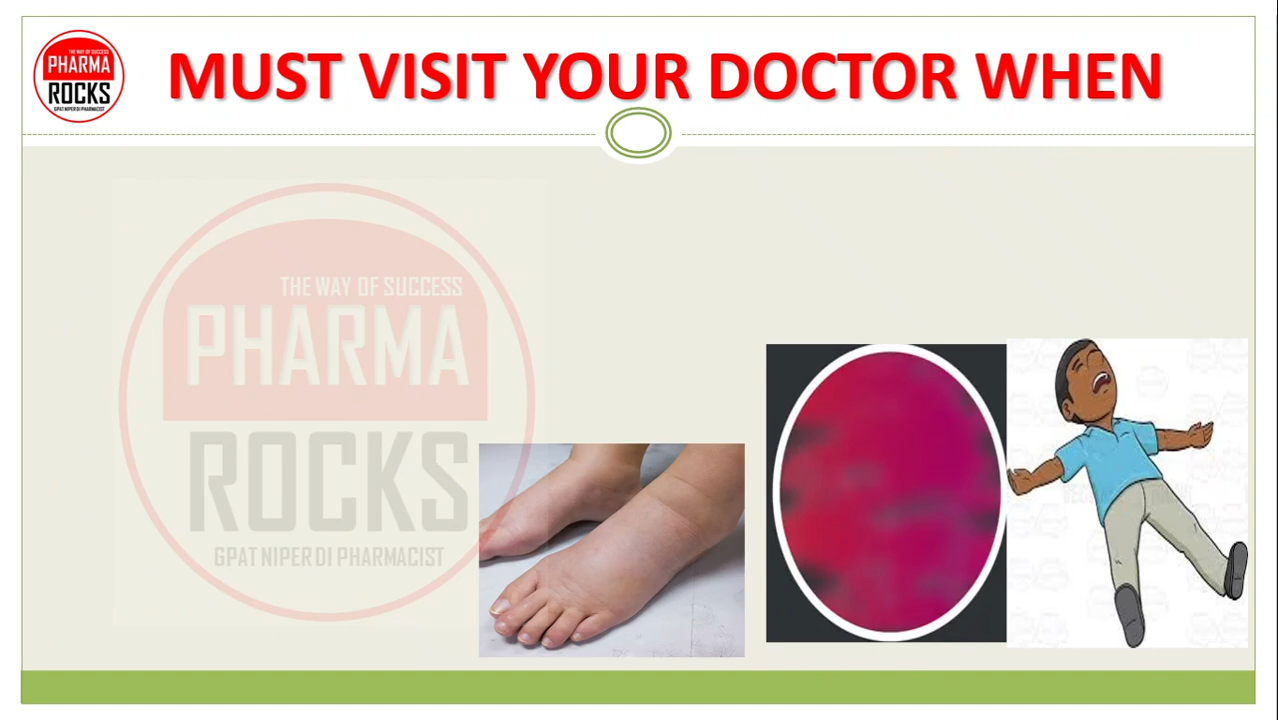 THE WAY OF SUCCESS
PHARMA
ROCKS
GPAT NIPER DI PHARMACIST
MUST VISIT YOUR DOCTOR WHEN
THE WAY OF SUCCESS
PHARMA
ROCKS
GPAT NIPER DI PHARMACIST